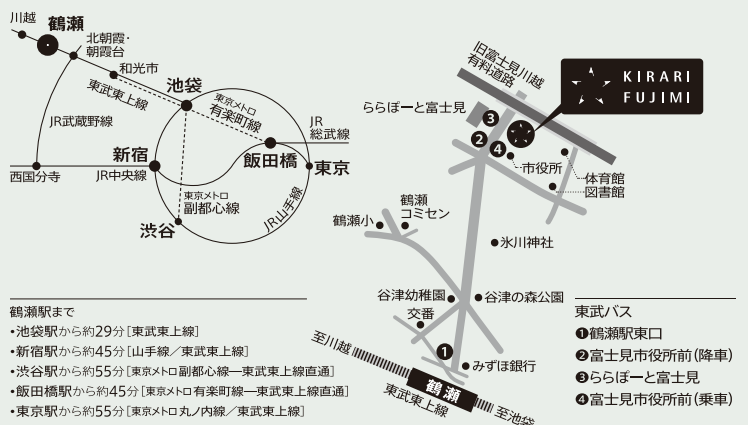 川越
鶴瀬
北朝霞・
朝霞台
和光市
東武東上線
JR武蔵野線
池袋
東京メトロ
有楽町線
JR
総武線
新宿
飯田橋
東京
西国分寺
JR中央線
東京メトロ
副都心線
JR山手線
渋谷
鶴瀬駅まで
•池袋駅から約29分[東武東上線]
•新宿駅から約45分[山手線／東武東上線]
•渋谷駅から約55分[東京メトロ副都心線―東武東上線直通]
•飯田橋駅から約45分[東京メトロ有楽町線―東武東上線直通]
•東京駅から約55分[東京メトロ丸ノ内線／東武東上線]
旧富士見川越
有料道路
KIRARI
FUJIMI
ららぽーと富士見
❸
❷
❹
市役所
体育館
図書館
鶴瀬
コミセン
鶴瀬小
氷川神社
谷津幼稚園
谷津の森公園
交番
❶
みずほ銀行
至川越
鶴瀬
東武東上線
至池袋
東武バス
❶鶴瀬駅東口
❷富士見市役所前(降車)
❸ららぽーと富士見
❹富士見市役所前(乗車)